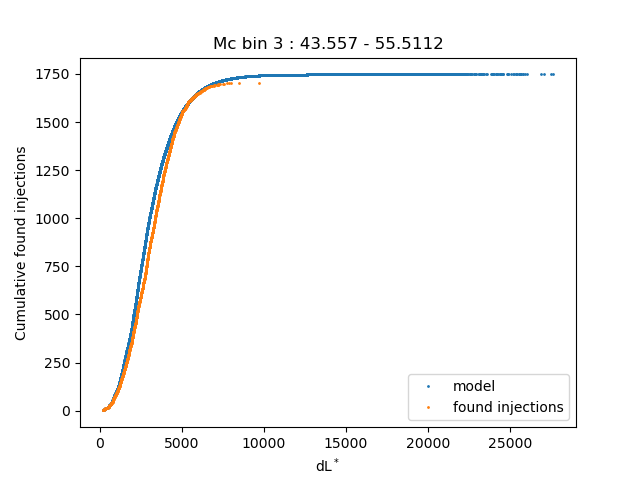 Mc bin 3 : 43.557 - 55.5112
Cumulative found injections
1750
1500
1250
1000
750
500
250
0
0 5000 10000 15000 20000 25000
dL*
model
found injections